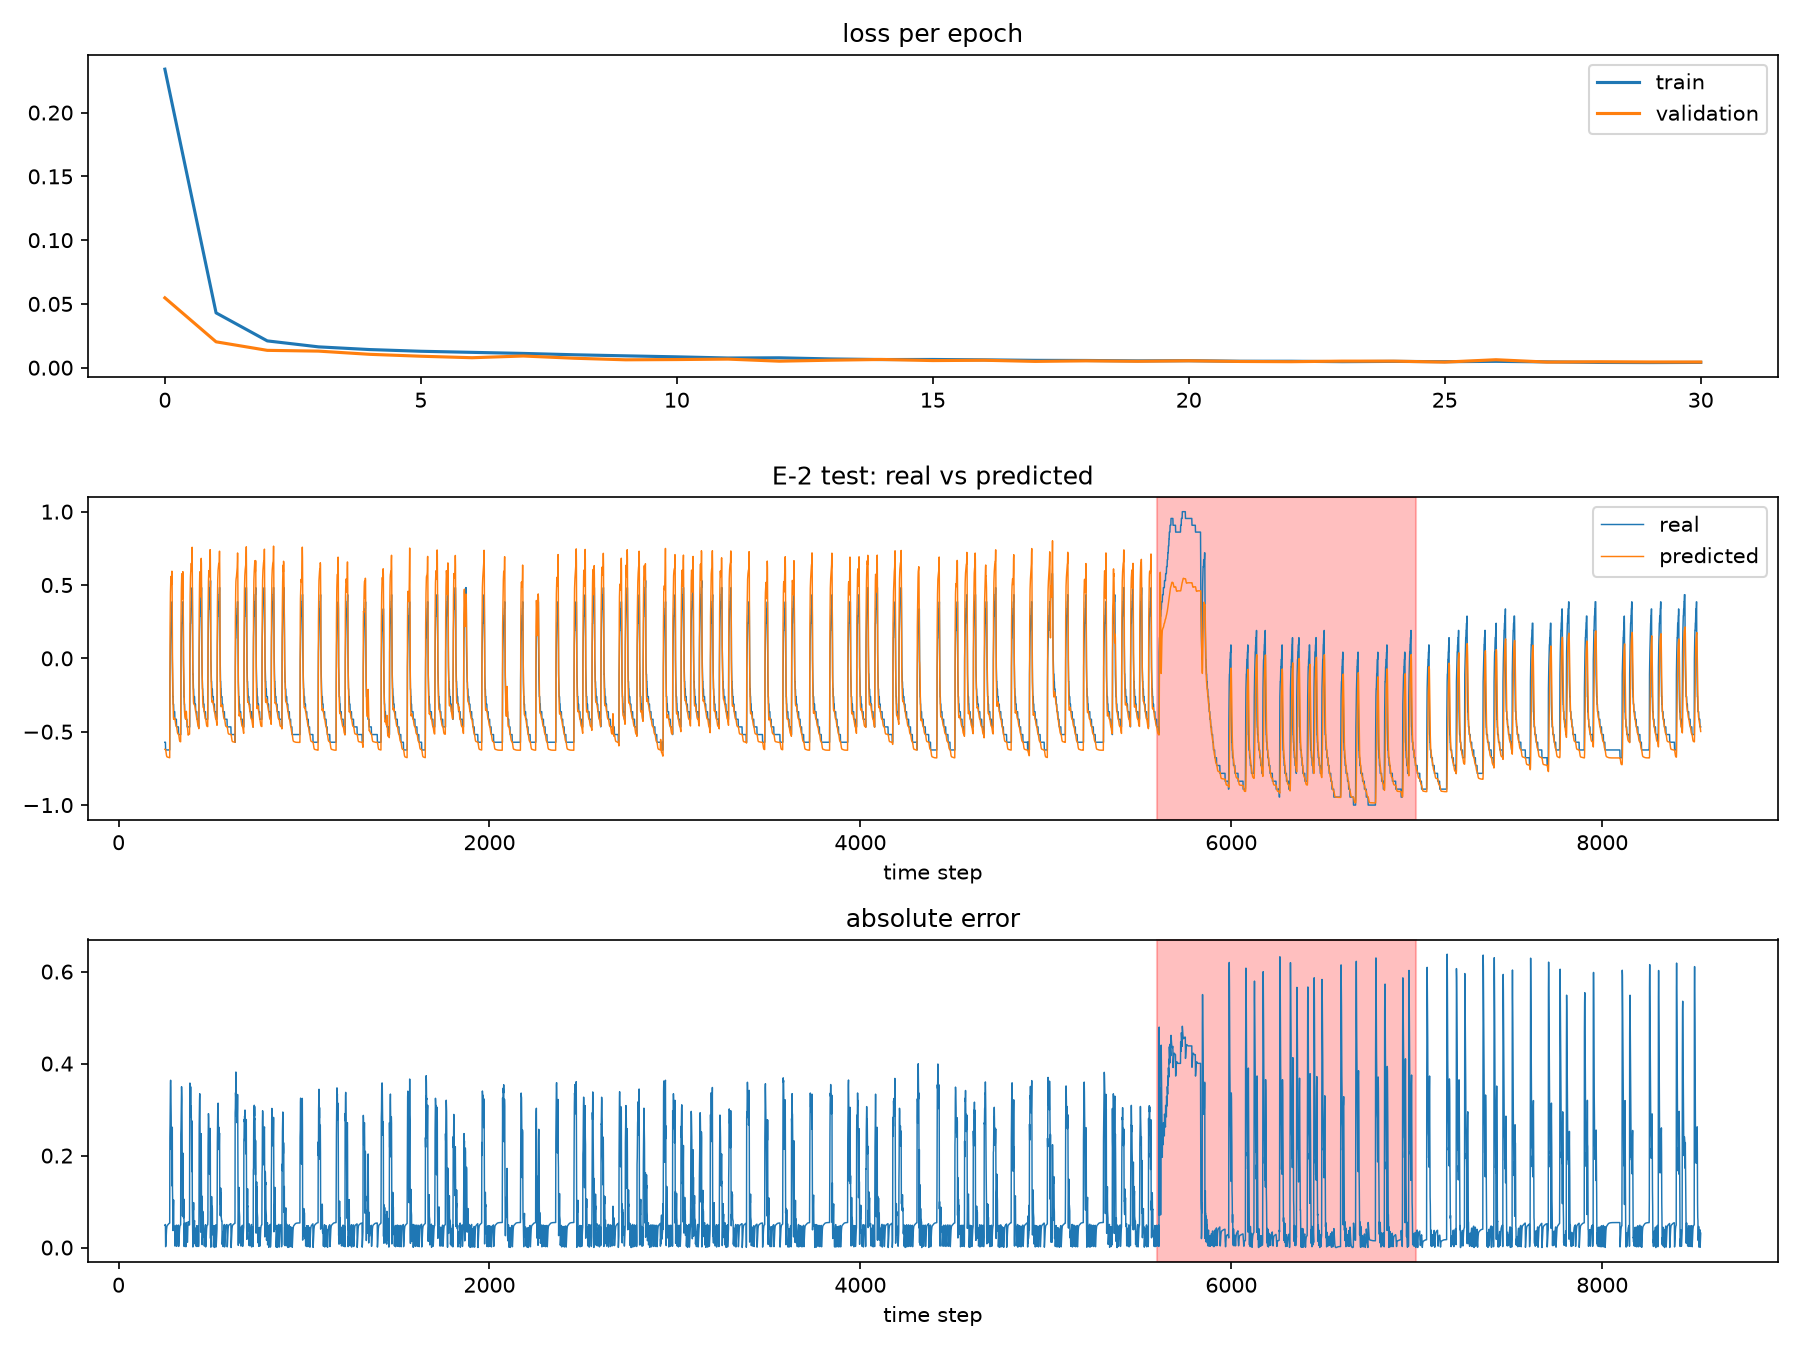 loss per epoch
train
validation
0.20
0.15
0.10
0.05
0.00
0 5 10 15 20 25 30
E-2 test: real vs predicted
real
predicted
1.0
0.5
0.0
−0.5
−1.0
0 2000 4000 6000 8000
time step
absolute error
0.6
0.4
0.2
0.0
0 2000 4000 6000 8000
time step